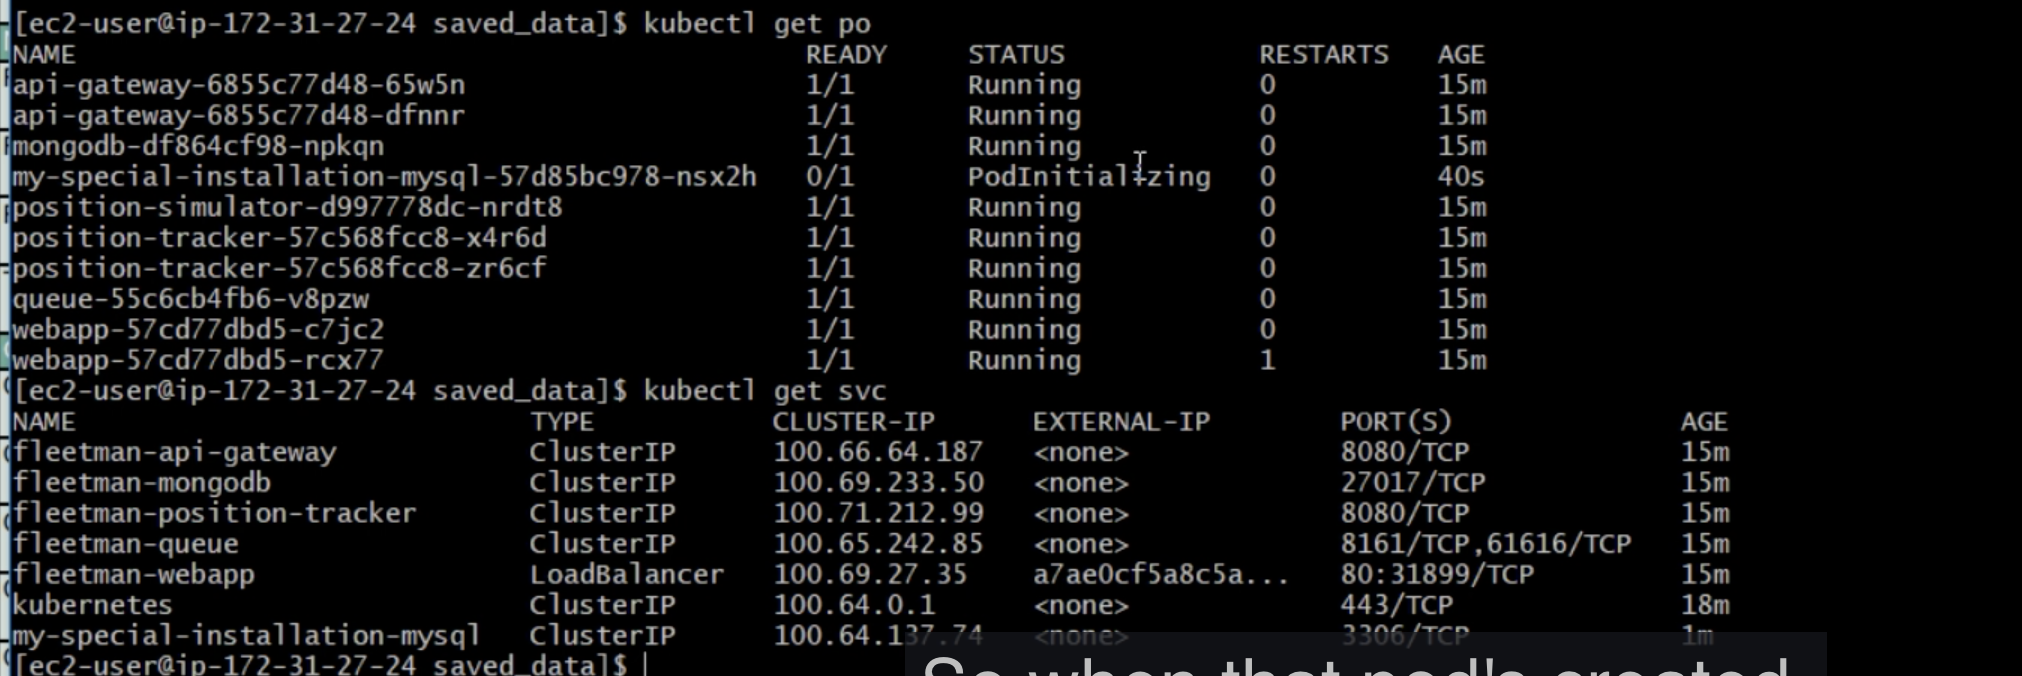 [ec2-user@ip-172-31-27-24 saved_data]$ kubectl get po
NAME READY STATUS RESTARTS AGE
api-gateway-6855c77d48-65w5n 1/1 Running 0 15m
api-gateway-6855c77d48-dfnnr 1/1 Running 0 15m
mongodb-df864cf98-npkqn 1/1 Running 0 15m
my-special-installation-mysql-57d85bc978-nsx2h 0/1 PodInitializing 0 40s
position-simulator-d997778dc-nrdt8 1/1 Running 0 15m
position-tracker-57c568fcc8-x4r6d 1/1 Running 0 15m
position-tracker-57c568fcc8-zr6cf 1/1 Running 0 15m
queue-55c6cb4fb6-v8pzw 1/1 Running 0 15m
webapp-57cd77dbd5-c7jc2 1/1 Running 0 15m
webapp-57cd77dbd5-rcx77 1/1 Running 1 15m
[ec2-user@ip-172-31-27-24 saved_data]$ kubectl get svc
NAME TYPE CLUSTER-IP EXTERNAL-IP PORT(S) AGE
fleetman-api-gateway ClusterIP 100.66.64.187 <none> 8080/TCP 15m
fleetman-mongodb ClusterIP 100.69.233.50 <none> 27017/TCP 15m
fleetman-position-tracker ClusterIP 100.71.212.99 <none> 8080/TCP 15m
fleetman-queue ClusterIP 100.65.242.85 <none> 8161/TCP,61616/TCP 15m
fleetman-webapp LoadBalancer 100.69.27.35 a7ae0cf5a8c5a... 80:31899/TCP 15m
kubernetes ClusterIP 100.64.0.1 <none> 443/TCP 18m
my-special-installation-mysql ClusterIP 100.64.137.74 <none> 3306/TCP 1m
[ec2-user@ip-172-31-27-24 saved_data]$
So when that pod's created